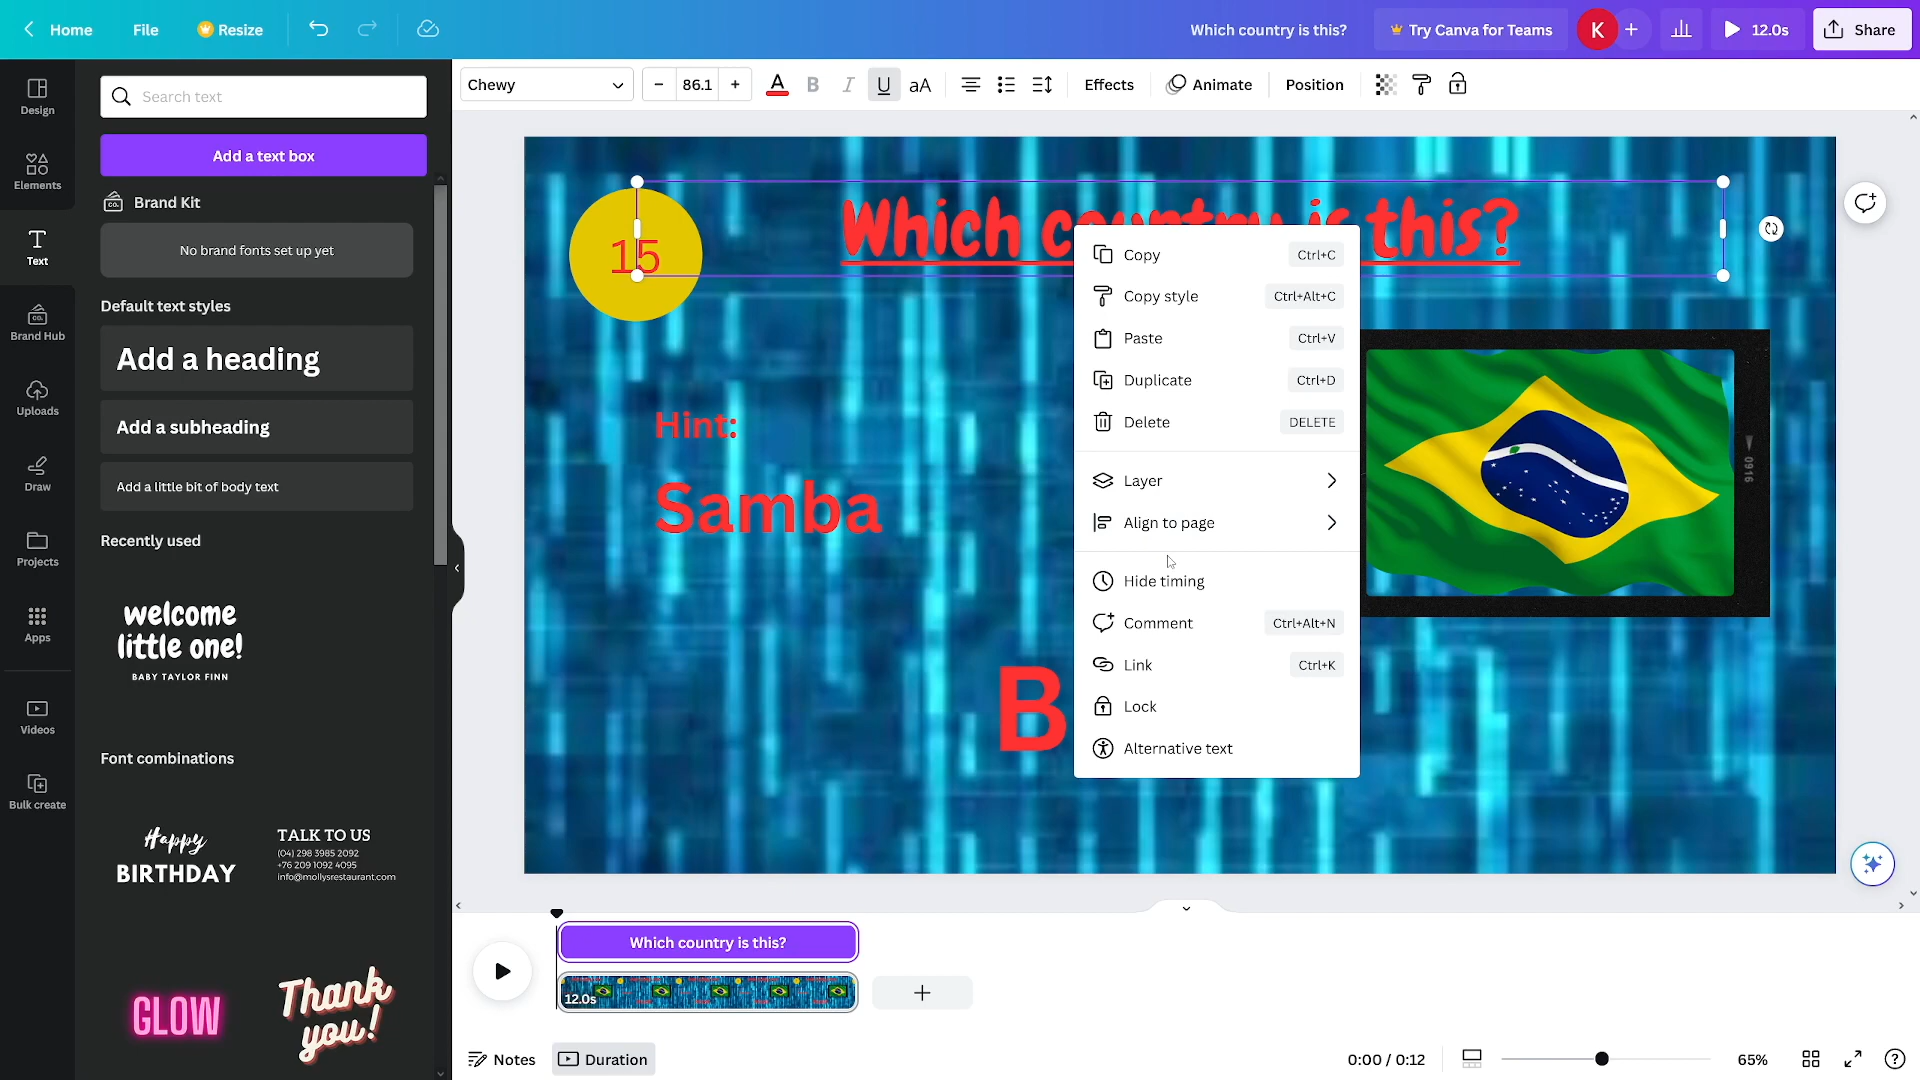 Home
File
Resize
Which country is this?
Try Canva for Teams
K
12.0s
Share
Design
Elements
Text
Brand Hub
Uploads
Draw
Projects
Apps
Videos
Bulk create
Search text
Add a text box
Brand Kit
No brand fonts set up yet
Default text styles
Add a heading
Add a subheading
Add a little bit of body text
Recently used
welcome
little one!
BABY TAYLOR FINN
Font combinations
Happy
BIRTHDAY
TALK TO US
(04) 298 3985 2092
+76 209 1092 4095
info@mollysrestaurant.com
GLOW
Thank
you!
Chewy
86.1
A
B
I
U
aA
Effects
Animate
Position
15
Which country is this?
Hint:
Samba
B
0916
Copy Ctrl+C
Copy style Ctrl+Alt+C
Paste Ctrl+V
Duplicate Ctrl+D
Delete DELETE
Layer
Align to page
Hide timing
Comment Ctrl+Alt+N
Link Ctrl+K
Lock
Alternative text
Which country is this?
12.0s
Notes
Duration
0:00 / 0:12
65%